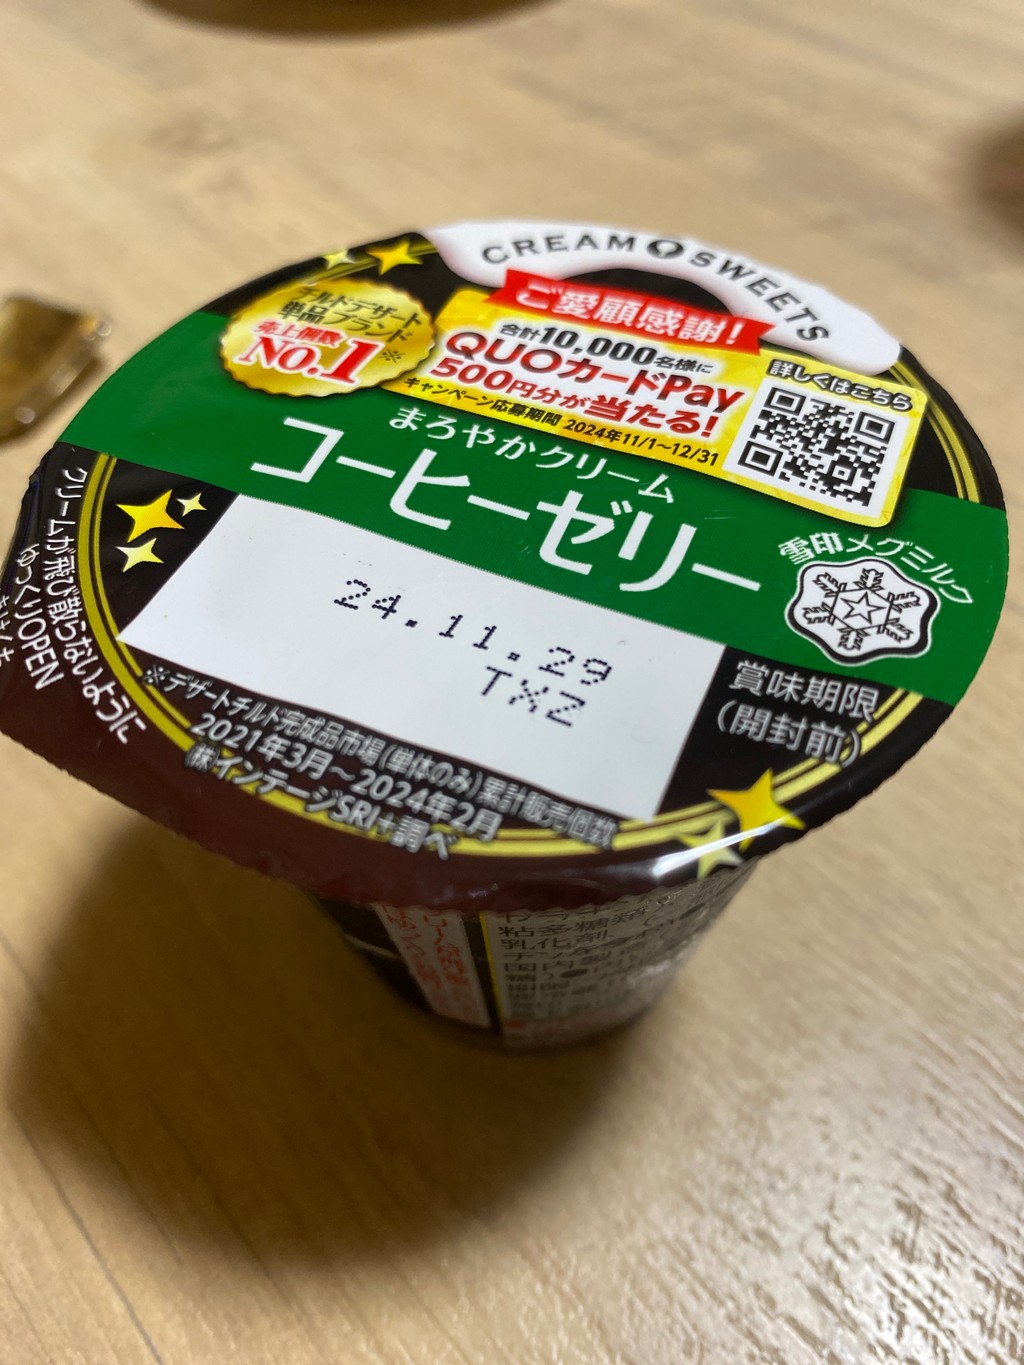 CREAM SWEETS
ご愛顧感謝！
合計10,000名様に
QUOカードPay
500円分が当たる！
キャンペーン応募期間 2024年11/1～12/31
詳しくはこちら
チルドデザート
単品ブランド
売上個数
No.1※
まろやかクリーム
コーヒーゼリー
雪印メグミルク
24.11.29
TXZ
賞味期限
（開封前）
※デザートチルド完成品市場（単体のみ）累計販売個数
2021年3月～2024年2月
㈱インテージSRI+調べ
クリームが飛び散らないように
ゆっくりOPEN
粘多糖
乳化剤
国内製